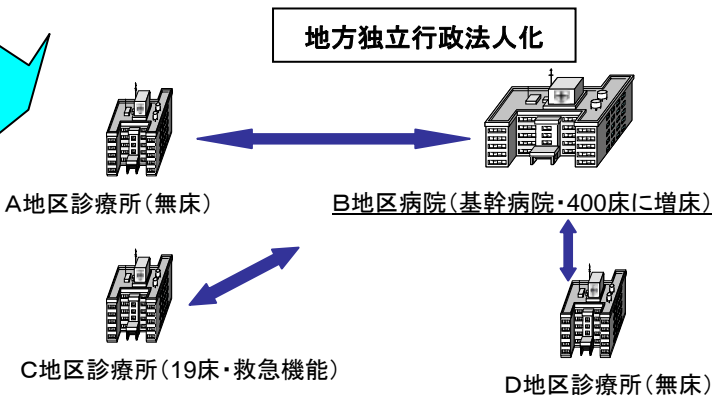 地方独立行政法人化
A地区診療所(無床)
B地区病院(基幹病院・400床に増床)
C地区診療所(19床・救急機能)
D地区診療所(無床)